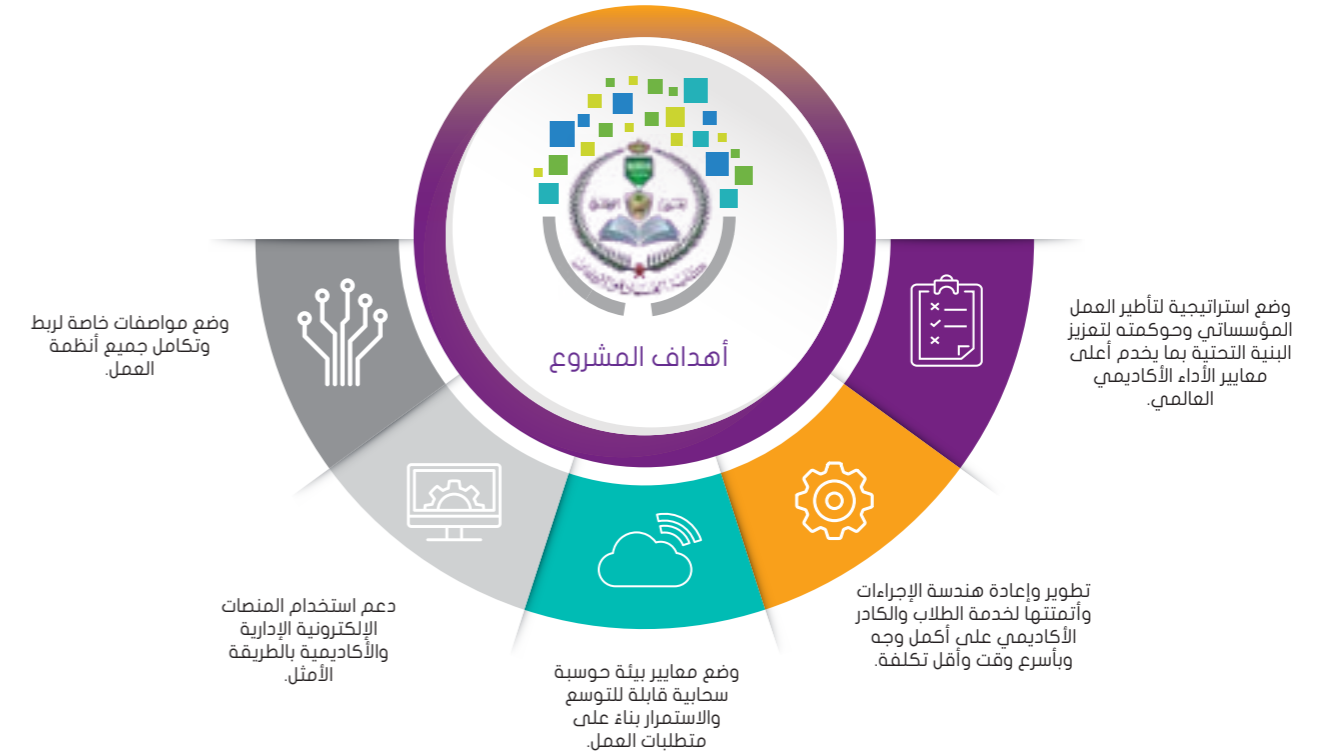 أهداف المشروع
وضع استراتيجية لتأطير العمل
المؤسساتي وحوكمته لتعزيز
البنية التحتية بما يخدم أعلى
معايير الأداء الأكاديمي
العالمي.
تطوير وإعادة هندسة الإجراءات
وأتمتتها لخدمة الطلاب والكادر
الأكاديمي على أكمل وجه
وبأسرع وقت وأقل تكلفة.
وضع معايير بيئة حوسبة
سحابية قابلة للتوسع
والاستمرار بناءً على
متطلبات العمل.
دعم استخدام المنصات
الإلكترونية الإدارية
والأكاديمية بالطريقة
الأمثل.
وضع مواصفات خاصة لربط
وتكامل جميع أنظمة
العمل.